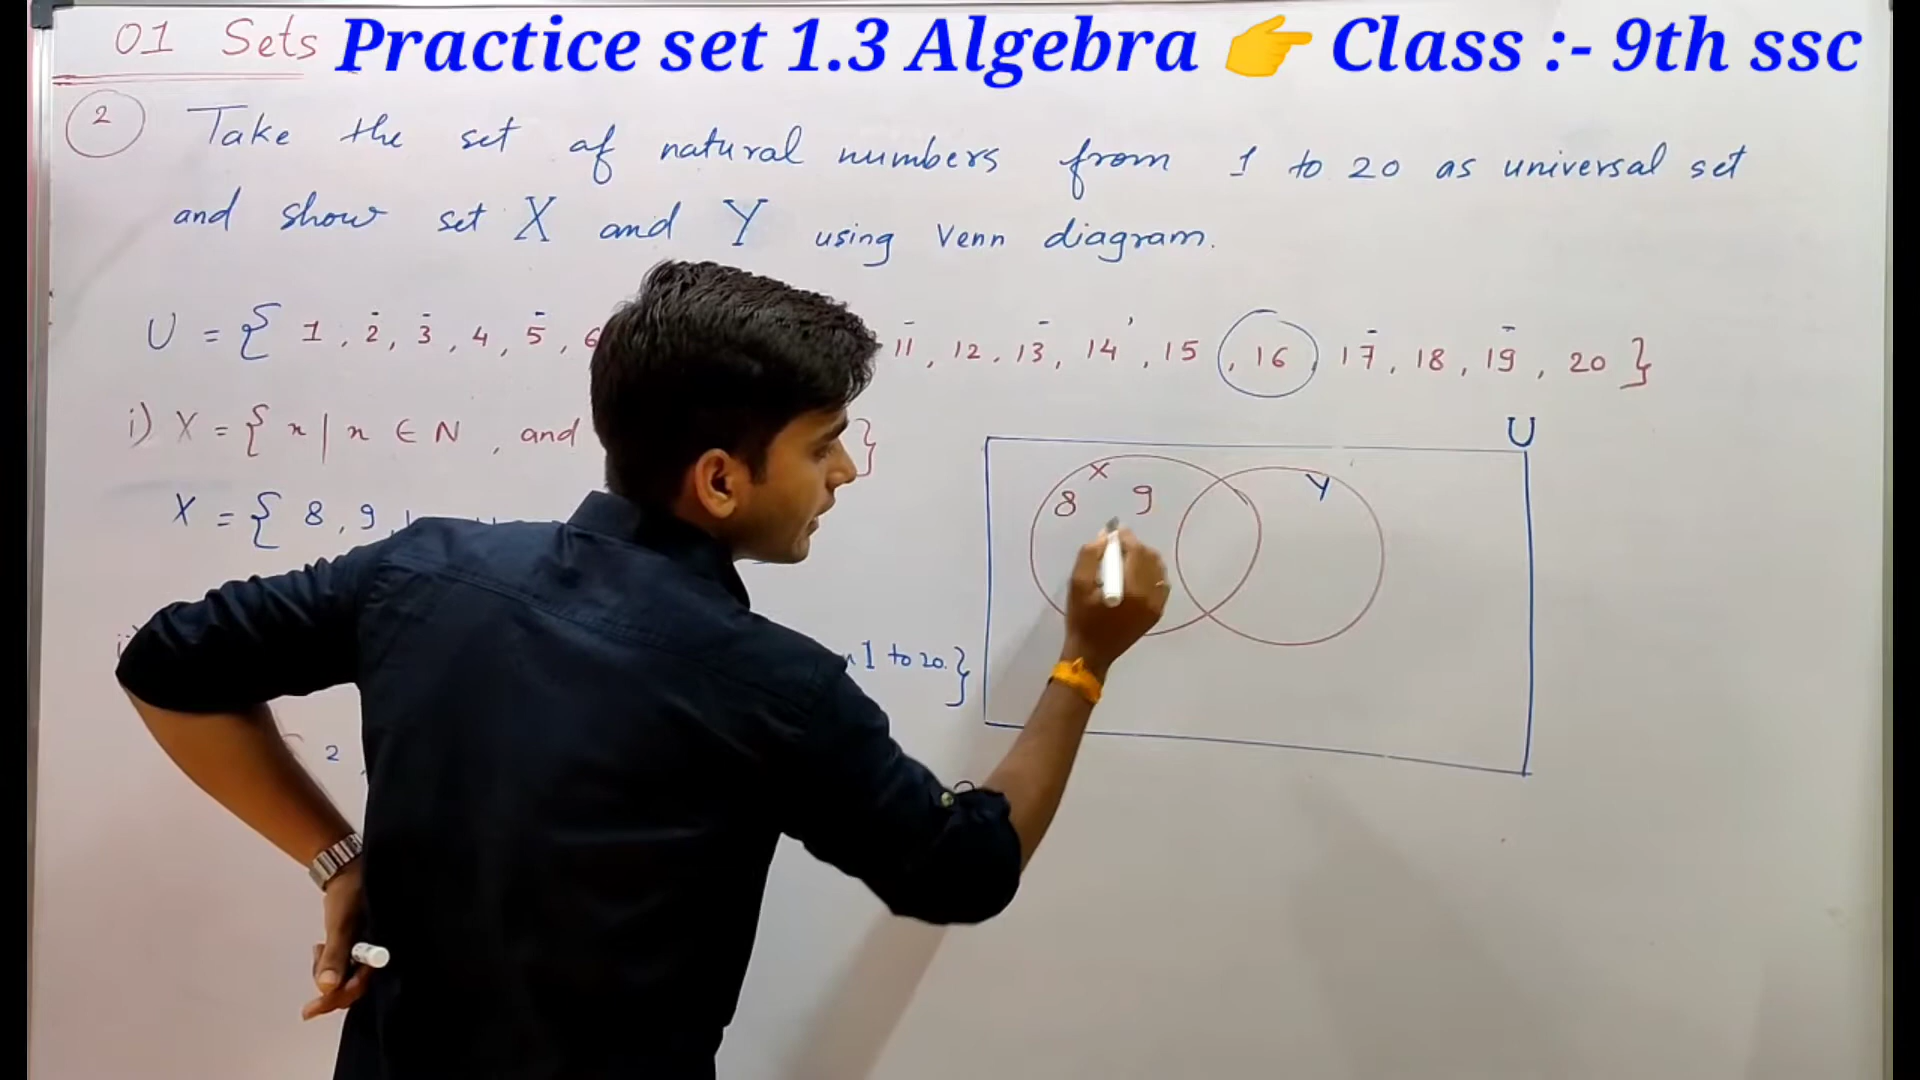 01 Sets Practice set 1.3 Algebra 👉 Class :- 9th ssc
2 Take the set of natural numbers from 1 to 20 as universal set
and show set X and Y using Venn diagram.
U = { 1, 2, 3, 4, 5, 6 11, 12, 13, 14, 15, 16, 17, 18, 19, 20 }
i) X = { n | n ∈ N, and }
U
X = { 8, 9,
X Y
8 9
n 1 to 20. }
2,